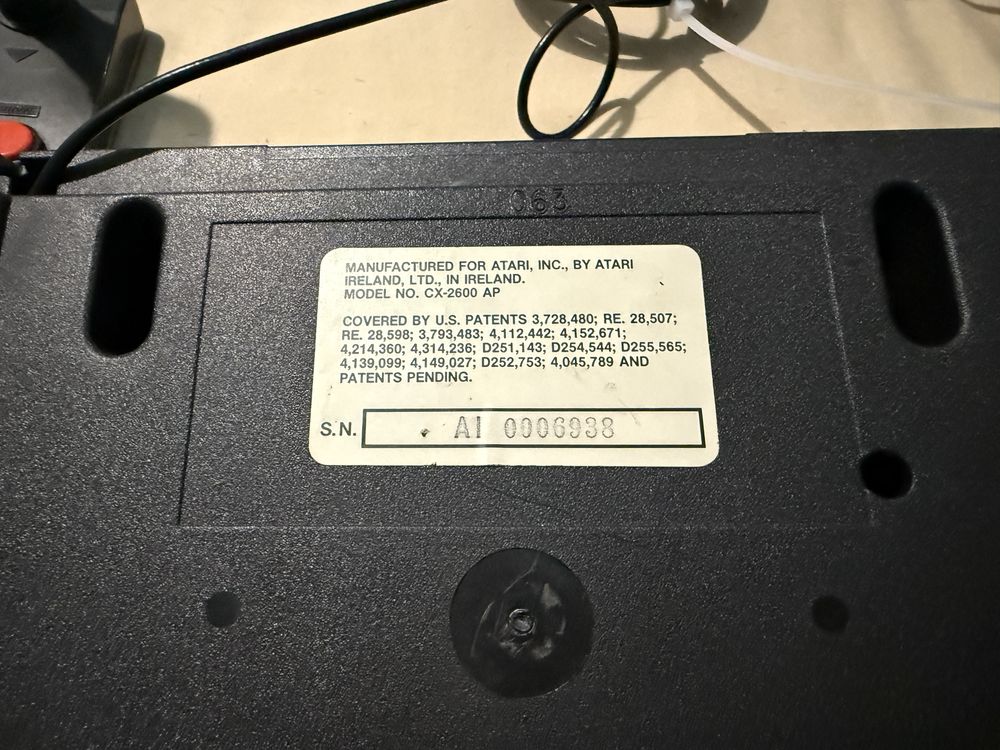 063
MANUFACTURED FOR ATARI, INC., BY ATARI
IRELAND, LTD., IN IRELAND.
MODEL NO. CX-2600 AP
COVERED BY U.S. PATENTS 3,728,480; RE. 28,507;
RE. 28,598; 3,793,483; 4,112,442; 4,152,671;
4,214,360; 4,314,236; D251,143; D254,544; D255,565;
4,139,099; 4,149,027; D252,753; 4,045,789 AND
PATENTS PENDING.
S.N. A1 0006938